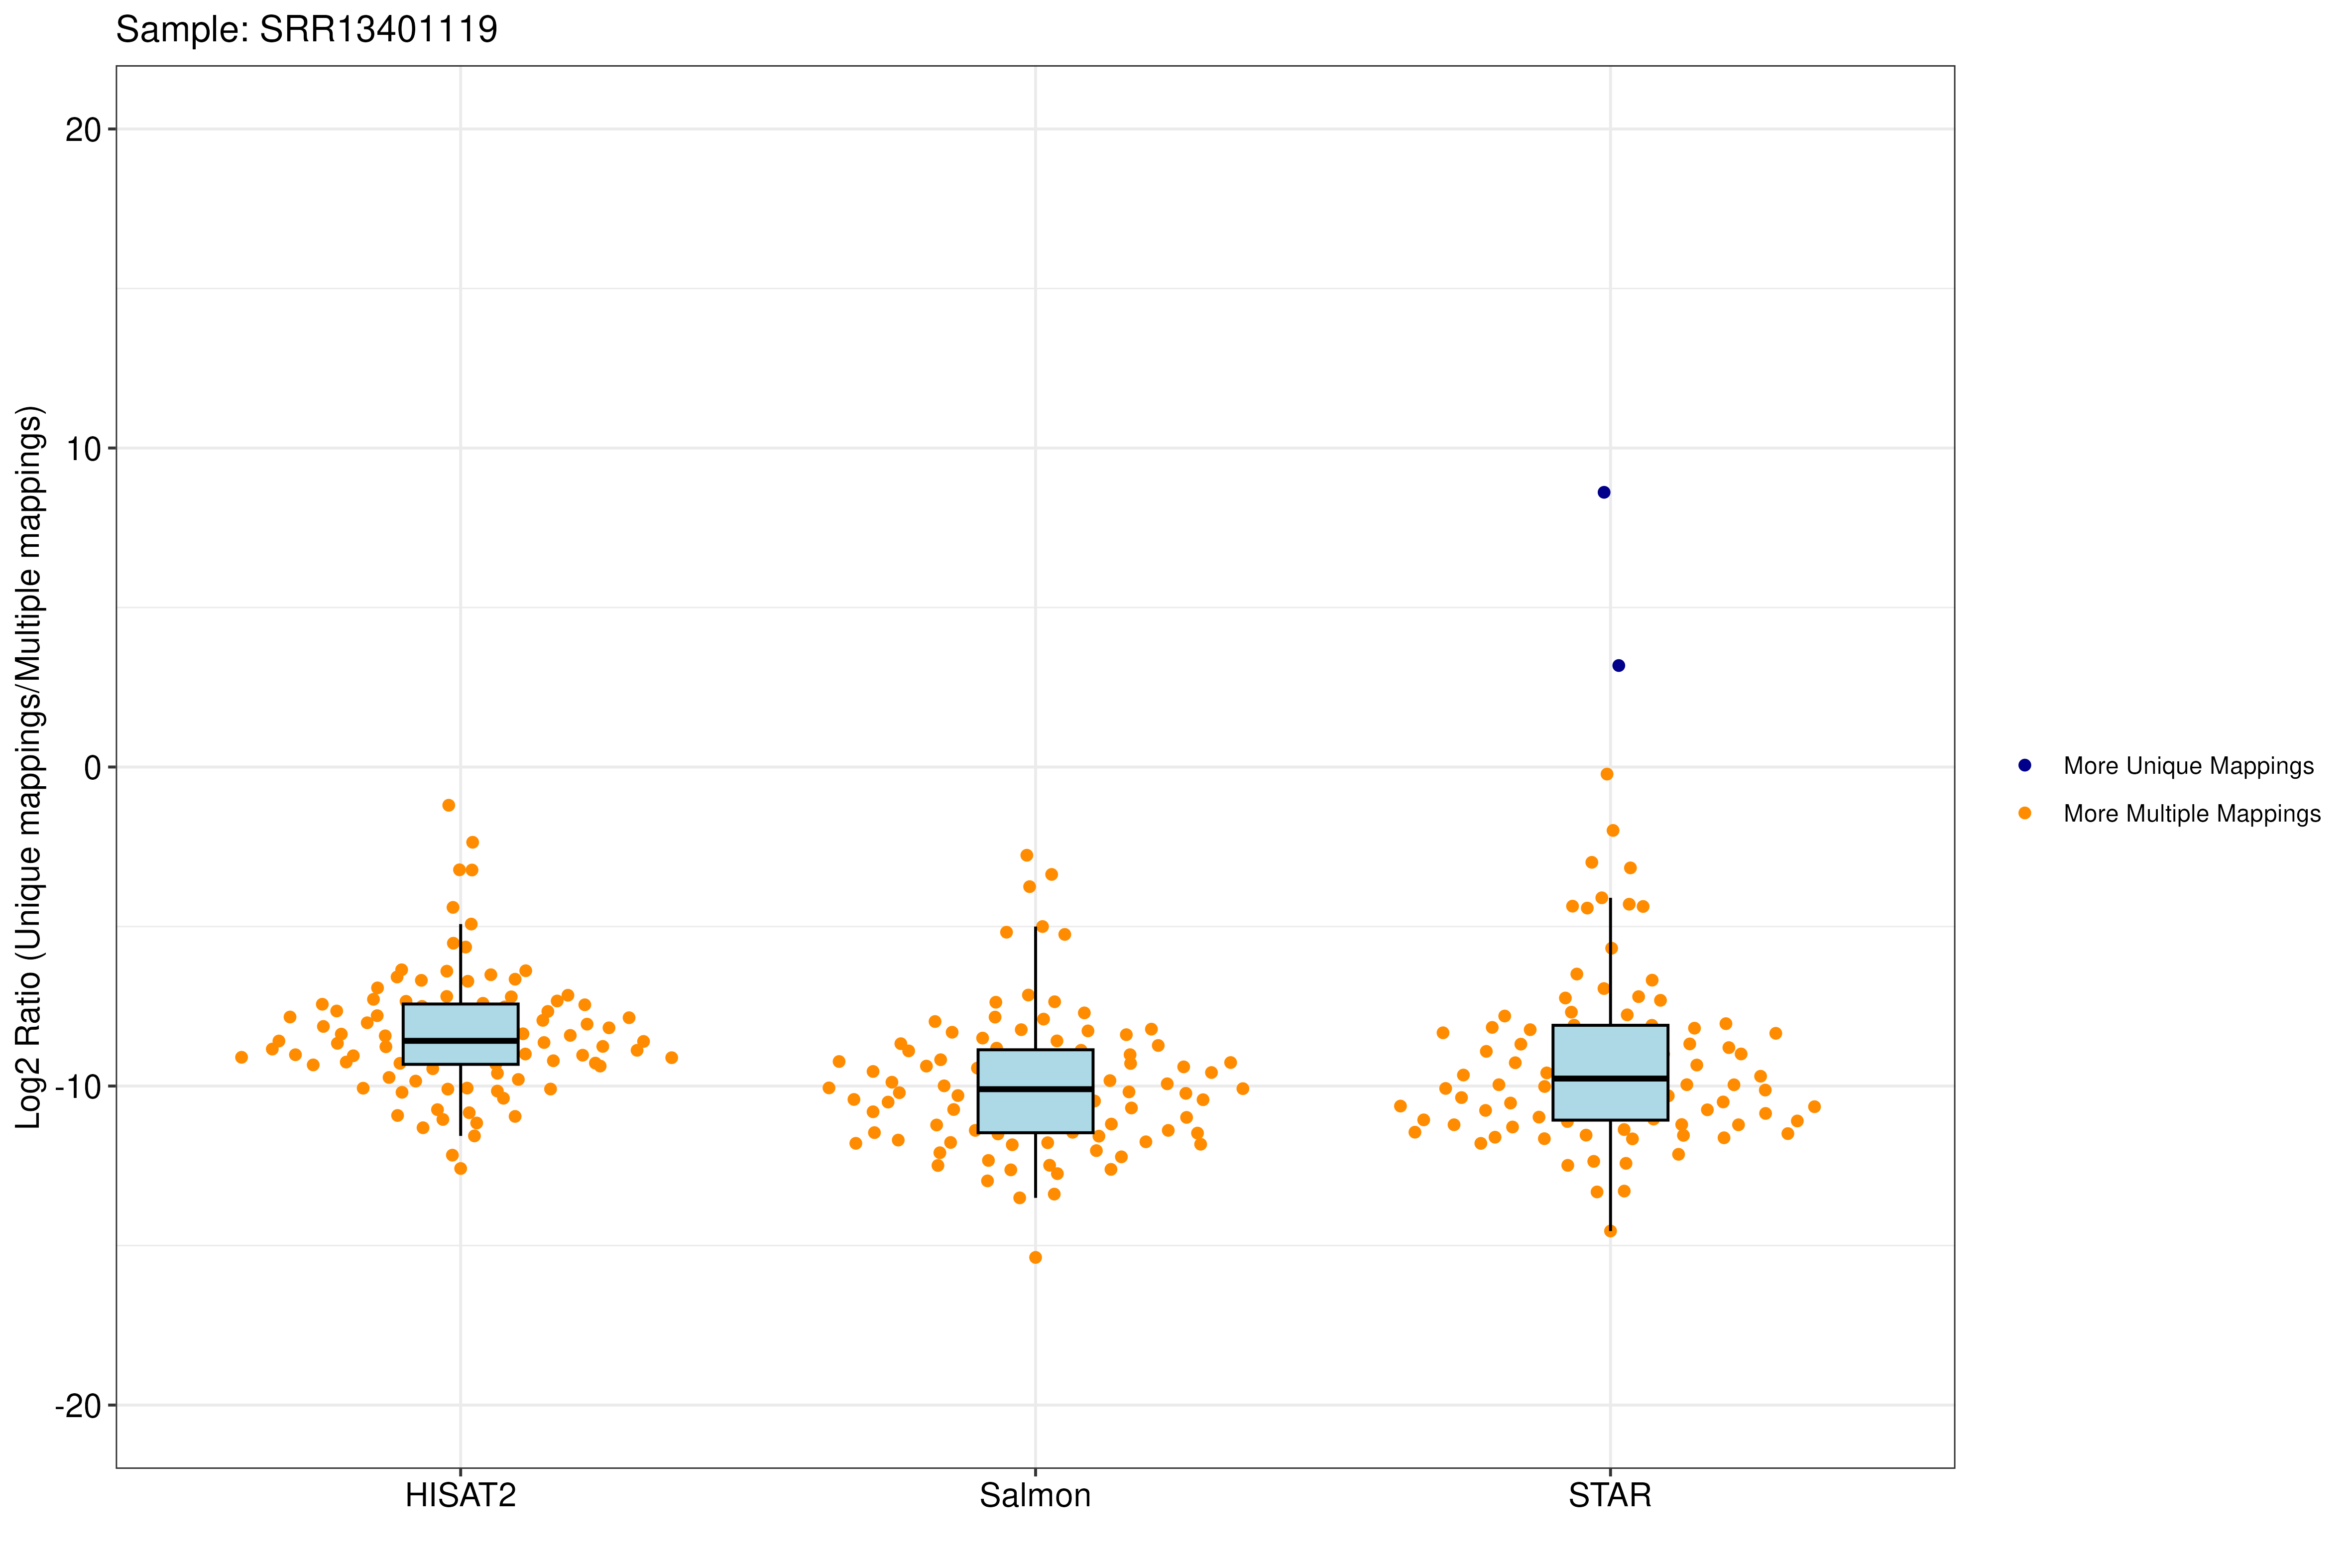 Sample: SRR13401119
Log2 Ratio (Unique mappings/Multiple mappings)
20
10
0
-10
-20
HISAT2
Salmon
STAR
More Unique Mappings
More Multiple Mappings